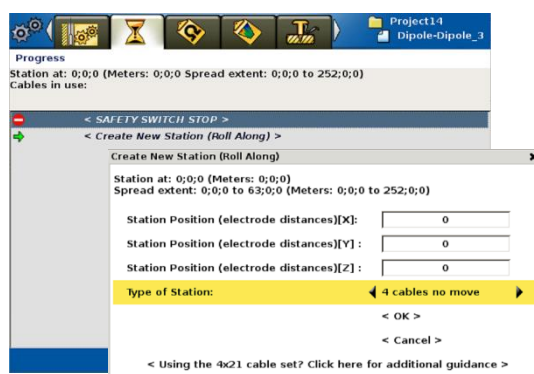 Project14
Dipole-Dipole_3
Progress
Station at: 0;0;0 (Meters: 0;0;0 Spread extent: 0;0;0 to 252;0;0)
Cables in use:
< SAFETY SWITCH STOP >
< Create New Station (Roll Along) >
Create New Station (Roll Along)
Station at: 0;0;0 (Meters: 0;0;0)
Spread extent: 0;0;0 to 63;0;0 (Meters: 0;0;0 to 252;0;0)
Station Position (electrode distances)[X]: 0
Station Position (electrode distances)[Y] : 0
Station Position (electrode distances)[Z] : 0
Type of Station: 4 cables no move
< OK >
< Cancel >
< Using the 4x21 cable set? Click here for additional guidance >